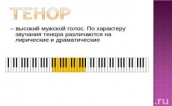 ТЕНОР
– высокий мужской голос. По характеру
звучания тенора различаются на
лирические и драматические
.ru